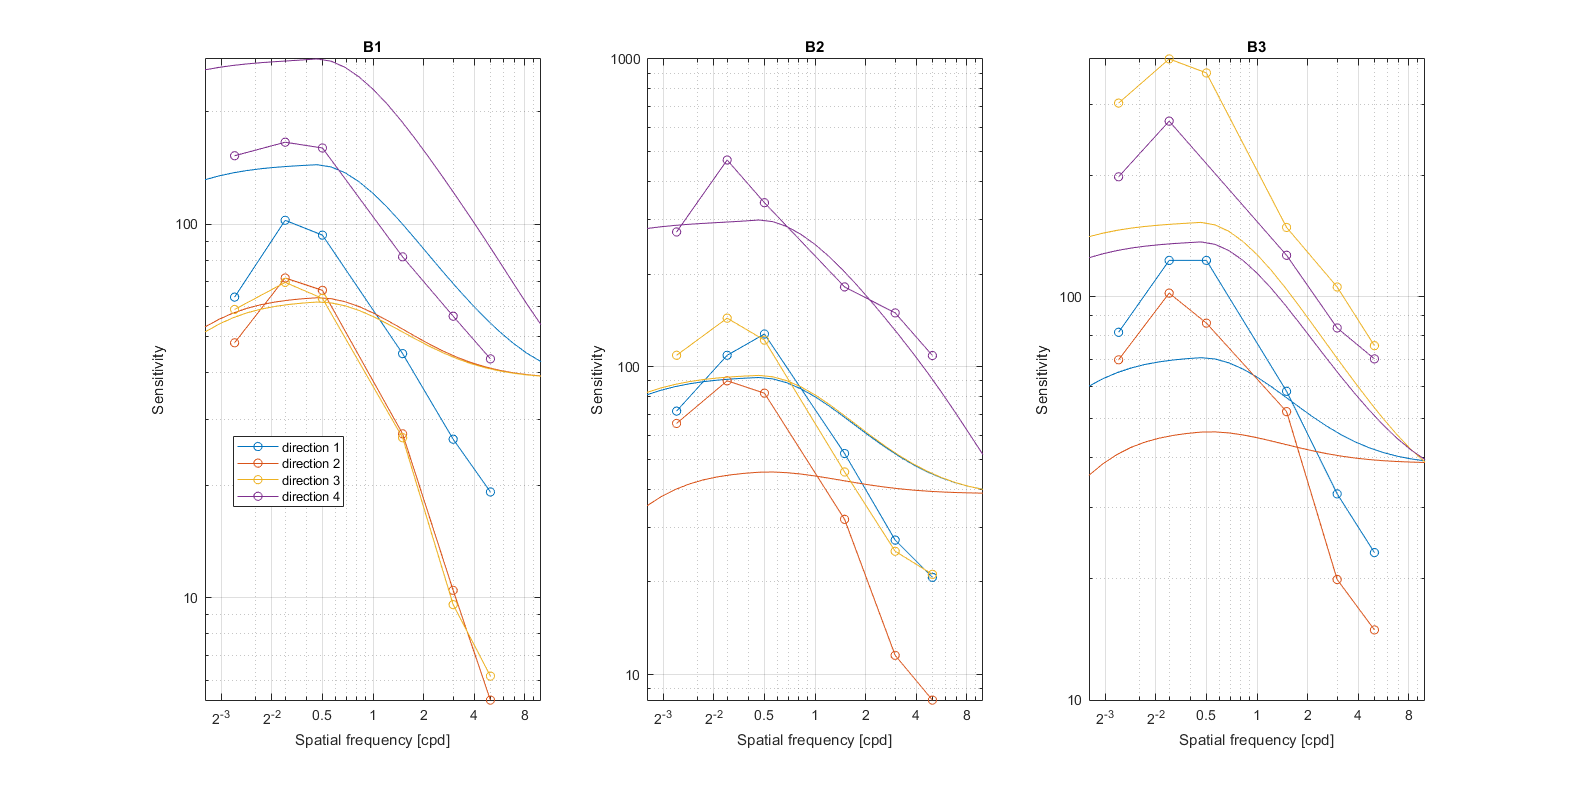 B1
B2
B3
Sensitivity
100
10
direction 1
direction 2
direction 3
direction 4
2-3
2-2
0.5
1
2
4
8
Spatial frequency [cpd]
Sensitivity
1000
100
10
2-3
2-2
0.5
1
2
4
8
Spatial frequency [cpd]
Sensitivity
100
10
2-3
2-2
0.5
1
2
4
8
Spatial frequency [cpd]